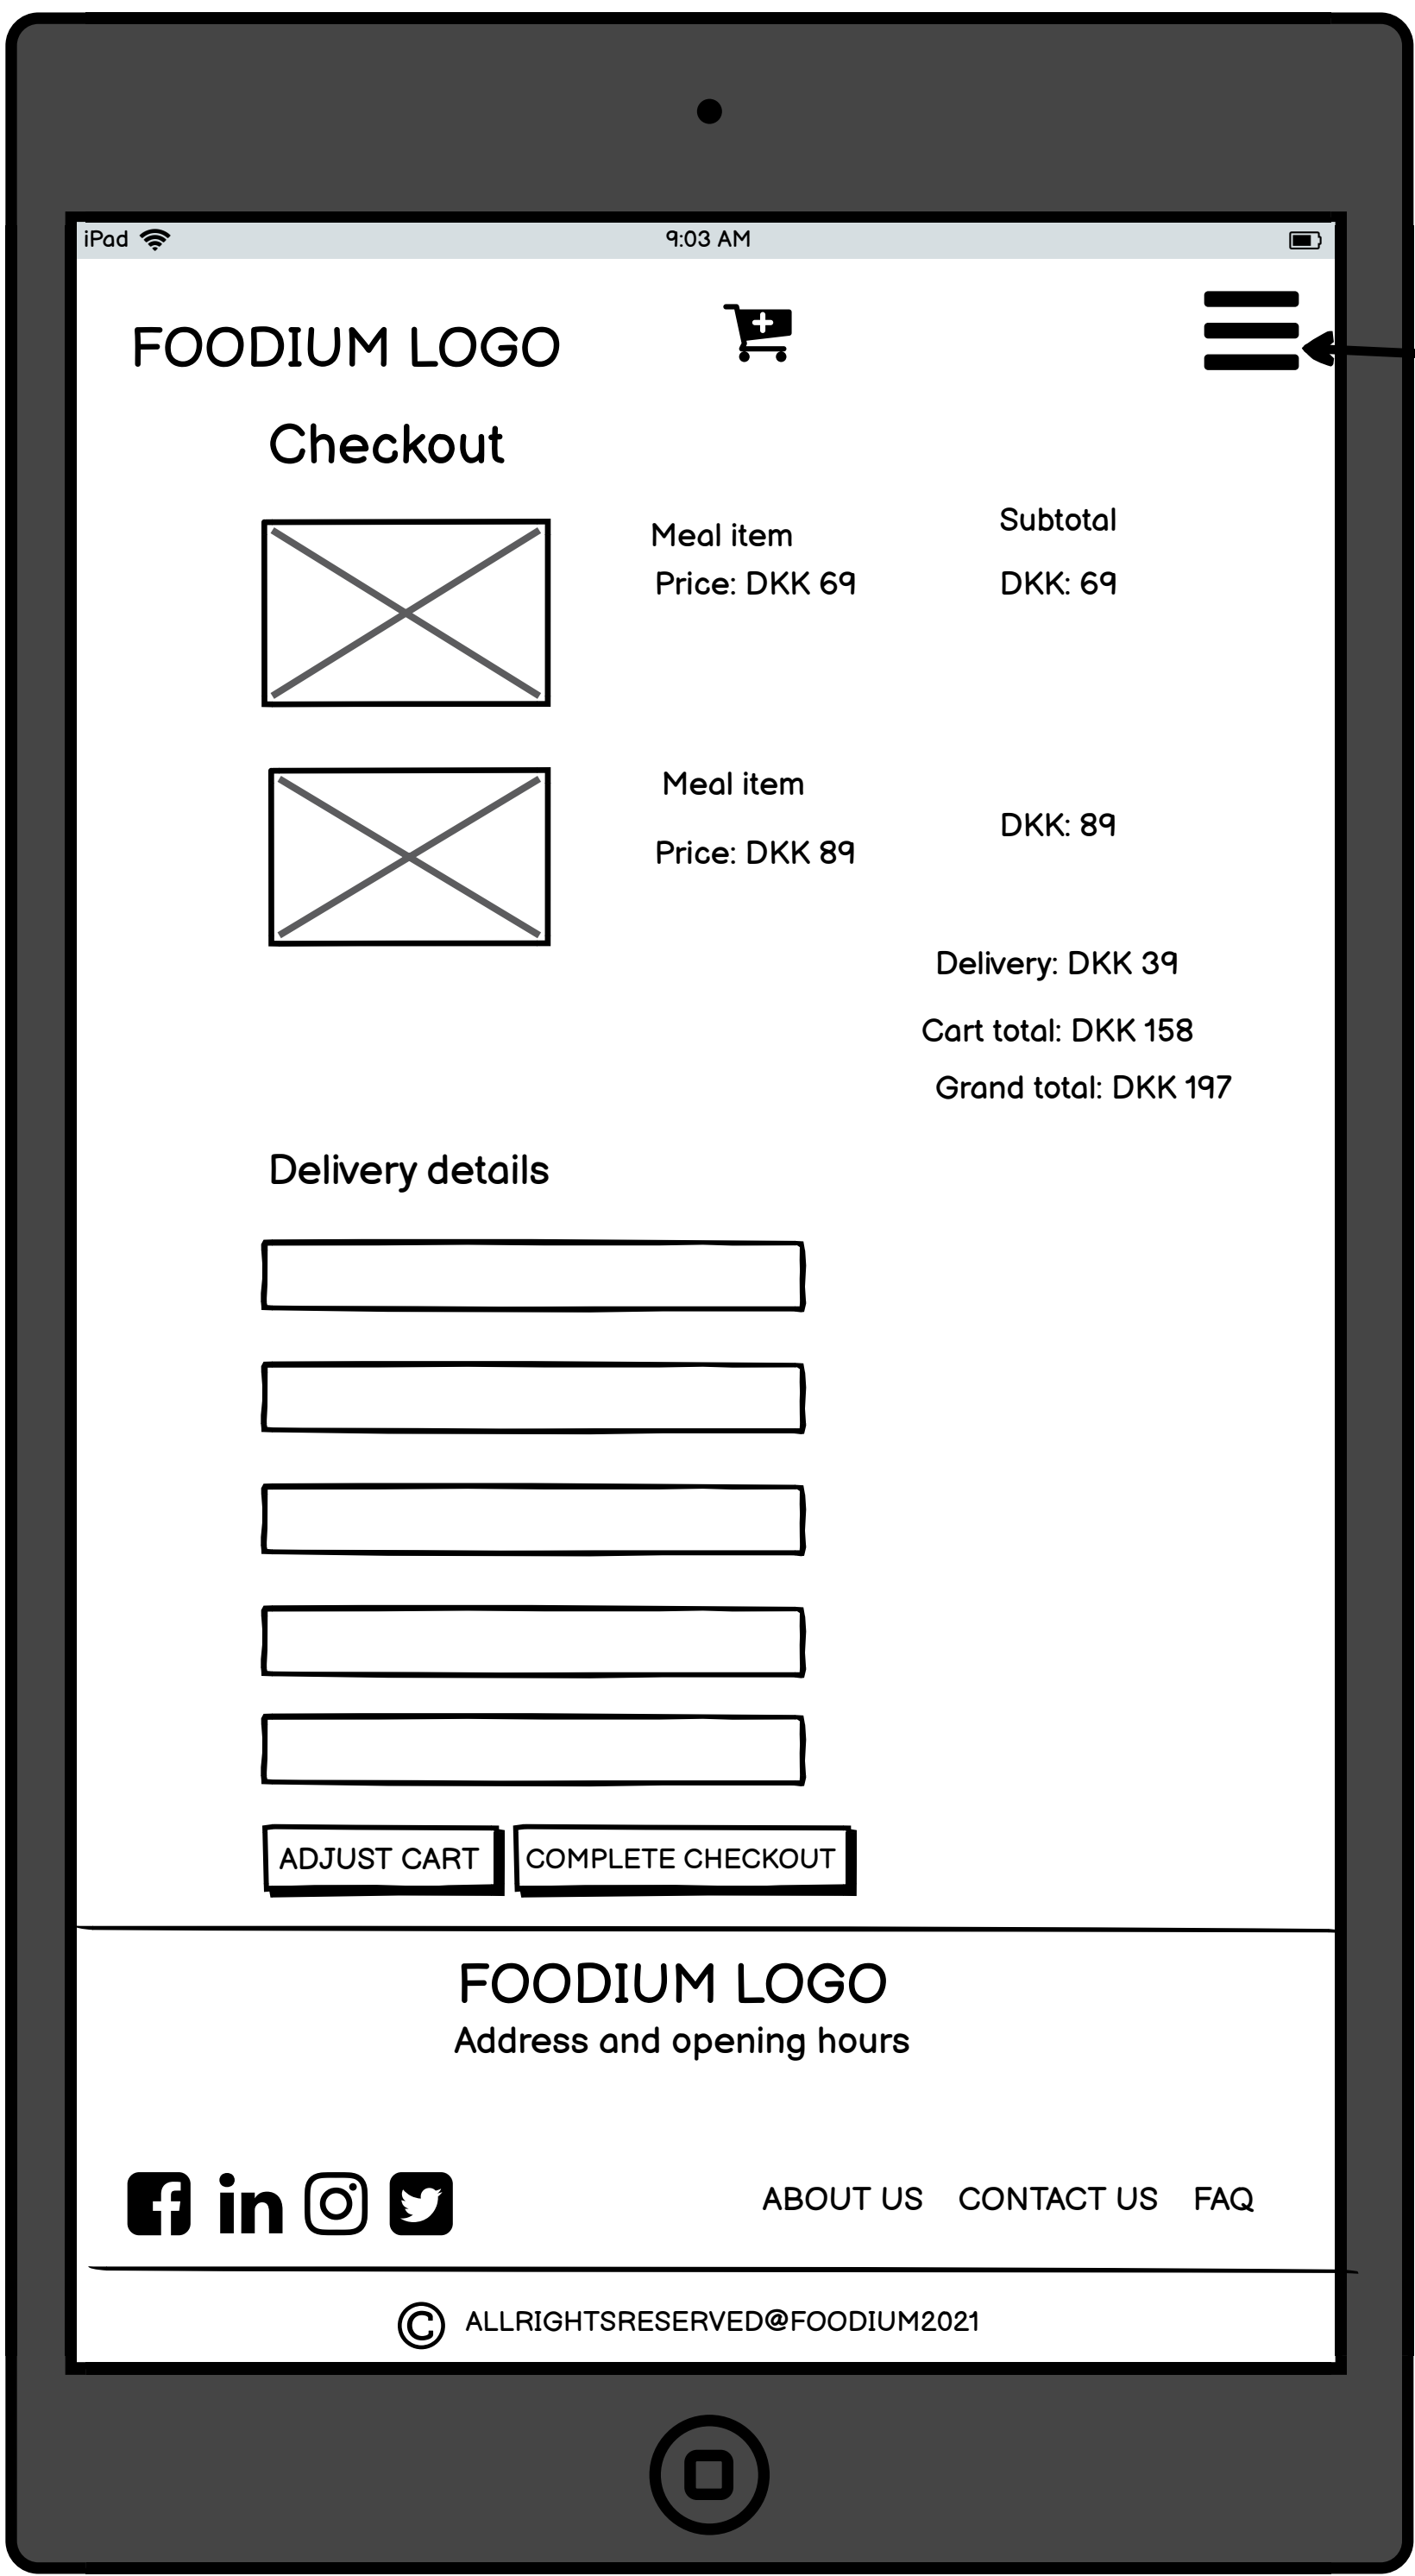 iPad 9:03 AM
FOODIUM LOGO
Checkout
Subtotal
Meal item
Price: DKK 69 DKK: 69
Meal item
DKK: 89
Price: DKK 89
Delivery: DKK 39
Cart total: DKK 158
Grand total: DKK 197
Delivery details
ADJUST CART COMPLETE CHECKOUT
FOODIUM LOGO
Address and opening hours
ABOUT US CONTACT US FAQ
© ALLRIGHTSRESERVED@FOODIUM2021